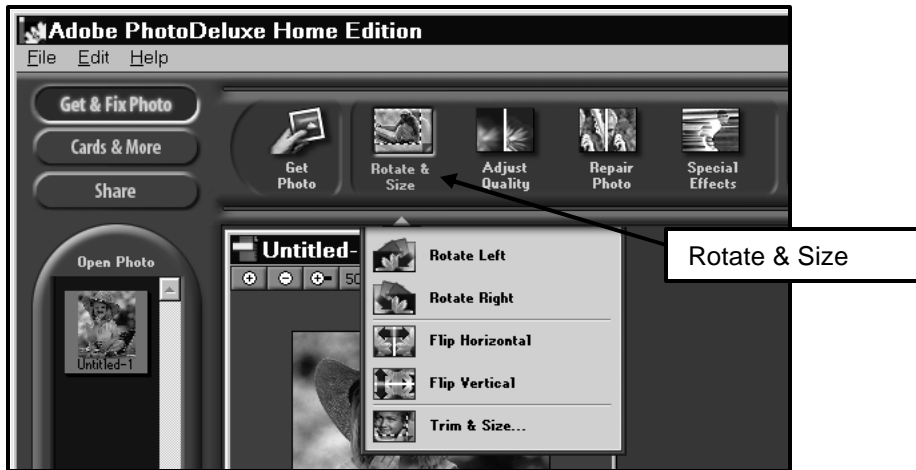 Adobe PhotoDeluxe Home Edition
File Edit Help
Get & Fix Photo
Cards & More
Share
Get
Photo
Rotate &
Size
Adjust
Quality
Repair
Photo
Special
Effects
Rotate & Size
Open Photo
Untitled-1
Untitled-
50
Rotate Left
Rotate Right
Flip Horizontal
Flip Vertical
Trim & Size...